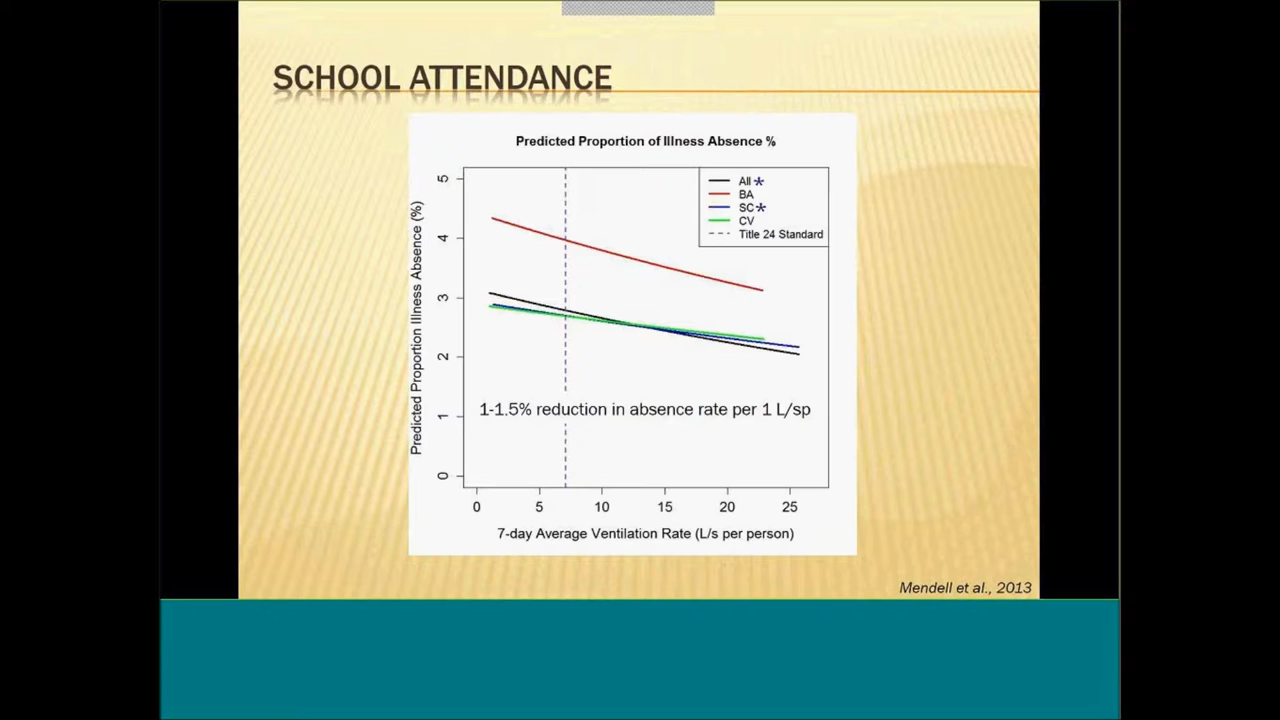 SCHOOL ATTENDANCE
Predicted Proportion of Illness Absence %
Predicted Proportion Illness Absence (%)
5
4
3
2
1
0
All *
BA
SC *
CV
Title 24 Standard
1-1.5% reduction in absence rate per 1 L/sp
0 5 10 15 20 25
7-day Average Ventilation Rate (L/s per person)
Mendell et al., 2013